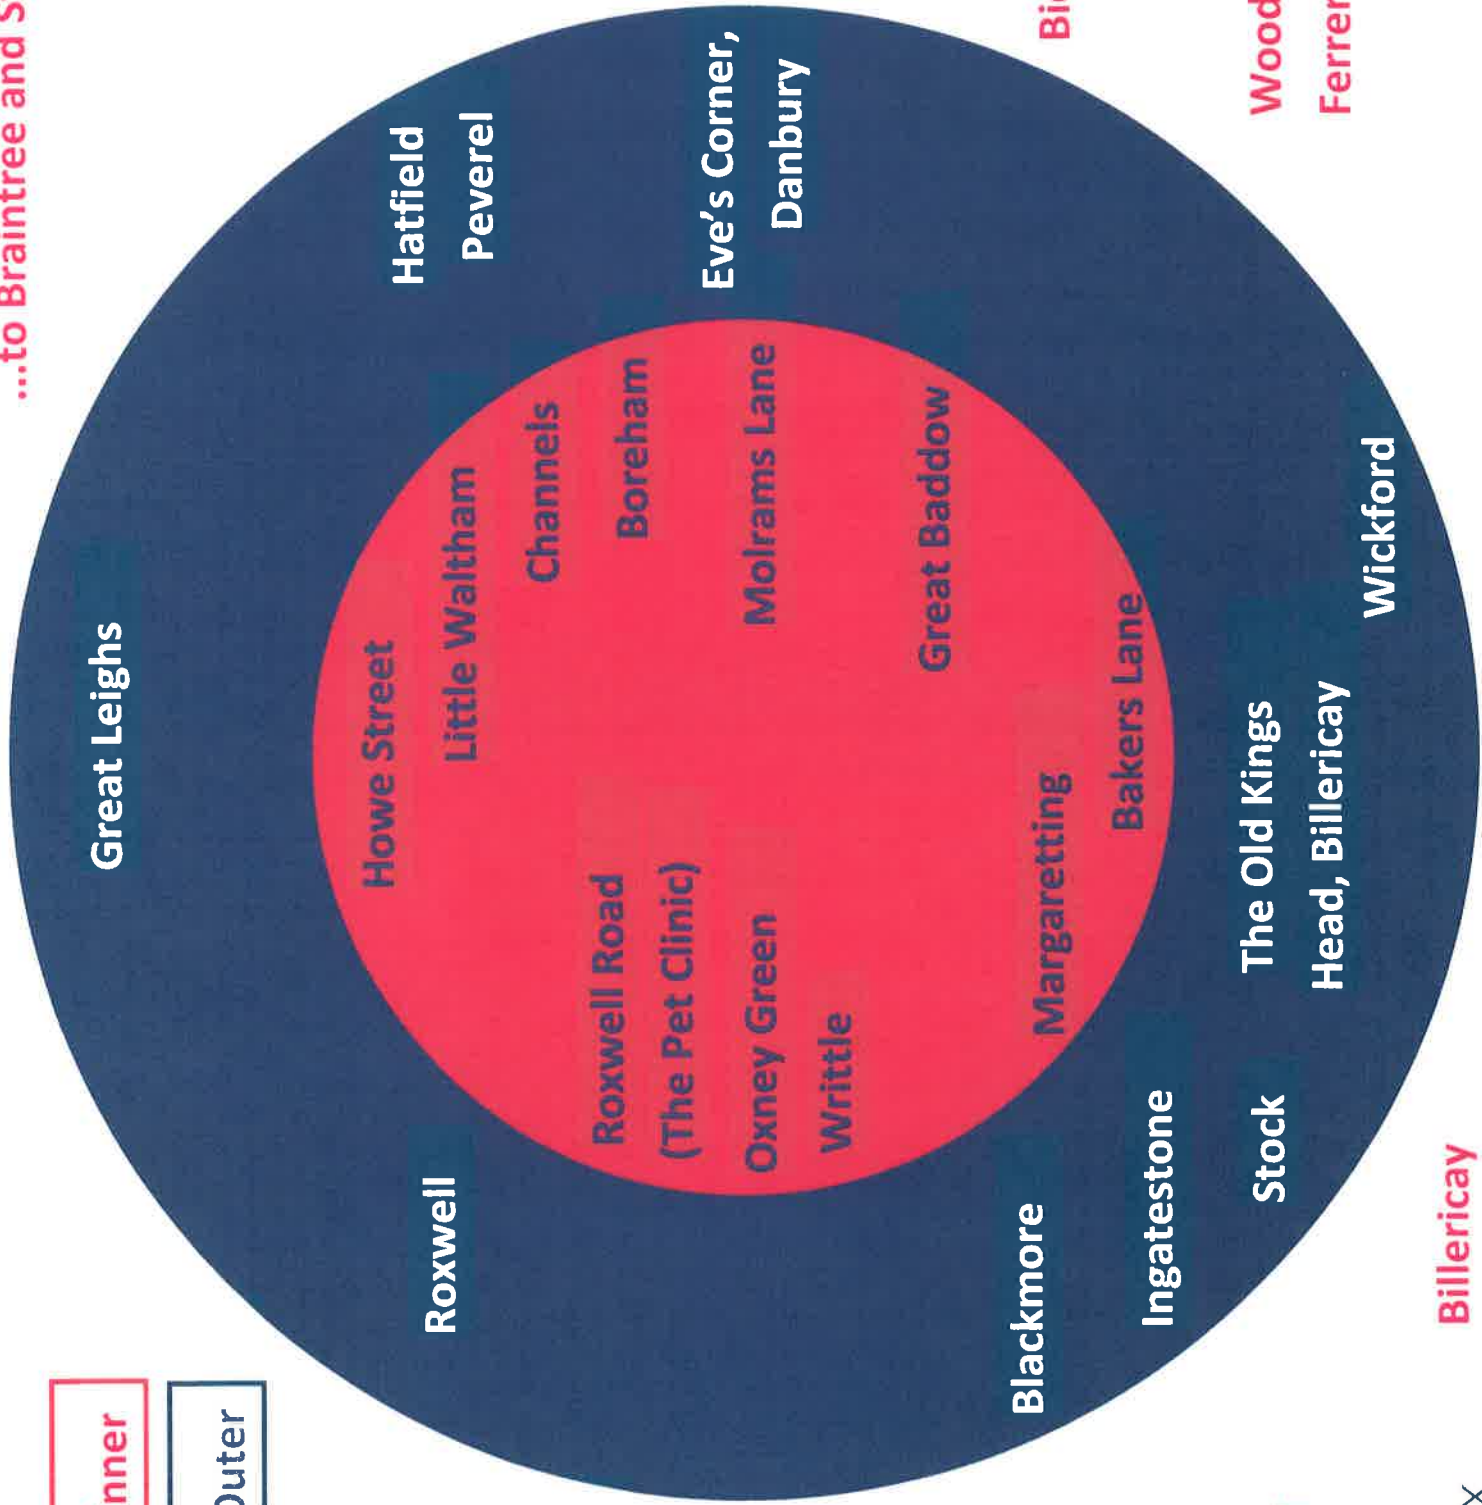 ...to Braintree and
nner
Outer
Great Leighs
Howe Street
Hatfield
Peverel
Roxwell
Little Waltham
Channels
Roxwell Road
(The Pet Clinic)
Boreham
Eve's Corner,
Danbury
Oxney Green
Molrams Lane
Writtle
Great Baddow
Blackmore
Margaretting
Bakers Lane
Ingatestone
Stock
The Old Kings
Head, Billericay
Wood
Ferrer
Wickford
Billericay